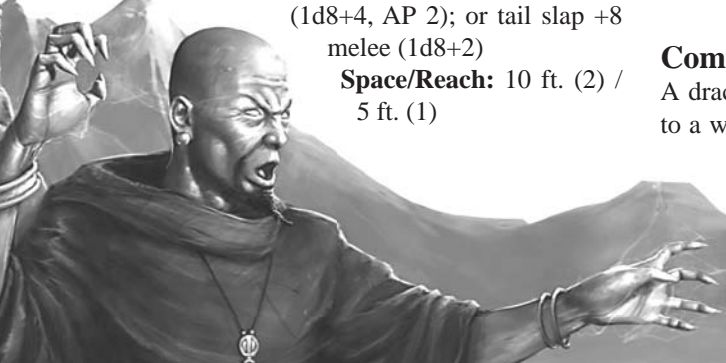 (1d8+4, AP 2); or tail slap +8
melee (1d8+2)
Space/Reach: 10 ft. (2) /
5 ft. (1)
Com
A drac
to a w